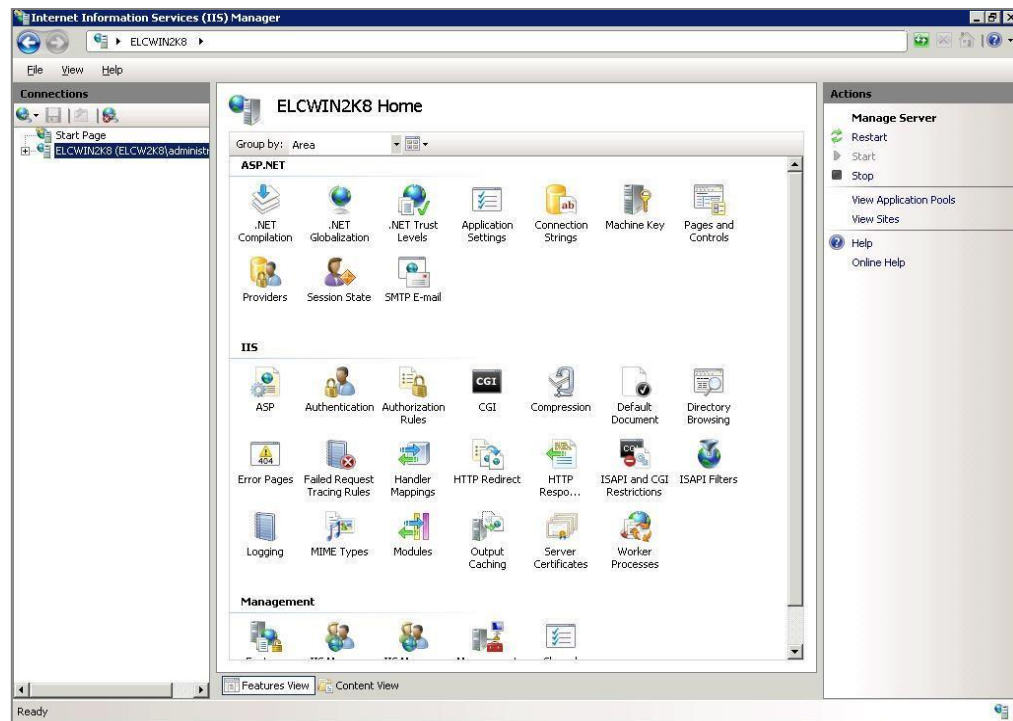 Internet Information Services (IIS) Manager
ELCWIN2K8
File View Help
Connections
Start Page
ELCWIN2K8 (ELCW2K8\administr
ELCWIN2K8 Home
Group by: Area
ASP.NET
.NET Compilation
.NET Globalization
.NET Trust Levels
Application Settings
ab
Connection Strings
Machine Key
Pages and Controls
Providers
Session State
SMTP E-mail
IIS
ASP
Authentication
Authorization Rules
CGI
CGI
Compression
Default Document
Directory Browsing
404
Error Pages
Failed Request Tracing Rules
Handler Mappings
HTTP Redirect
HTTP Respo...
ISAPI and CGI Restrictions
ISAPI Filters
Logging
MIME Types
Modules
Output Caching
Server Certificates
Worker Processes
Management
Features View
Content View
Actions
Manage Server
Restart
Start
Stop
View Application Pools
View Sites
Help
Online Help
Ready